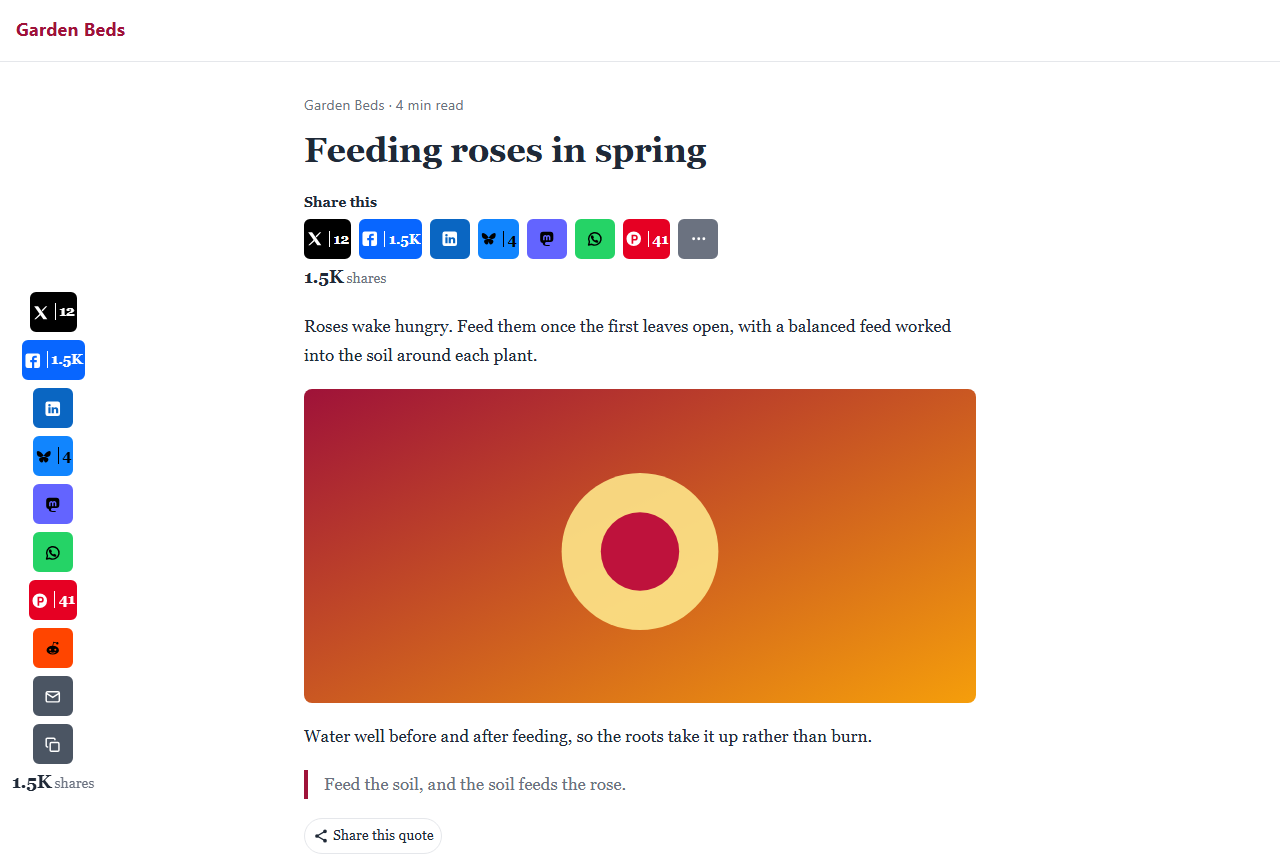 Garden Beds
Garden Beds · 4 min read
Feeding roses in spring
Share this
12 1.5K 4 41
1.5K shares
Roses wake hungry. Feed them once the first leaves open, with a balanced feed worked
into the soil around each plant.
Water well before and after feeding, so the roots take it up rather than burn.
Feed the soil, and the soil feeds the rose.
Share this quote
12
1.5K
4
41
1.5K shares